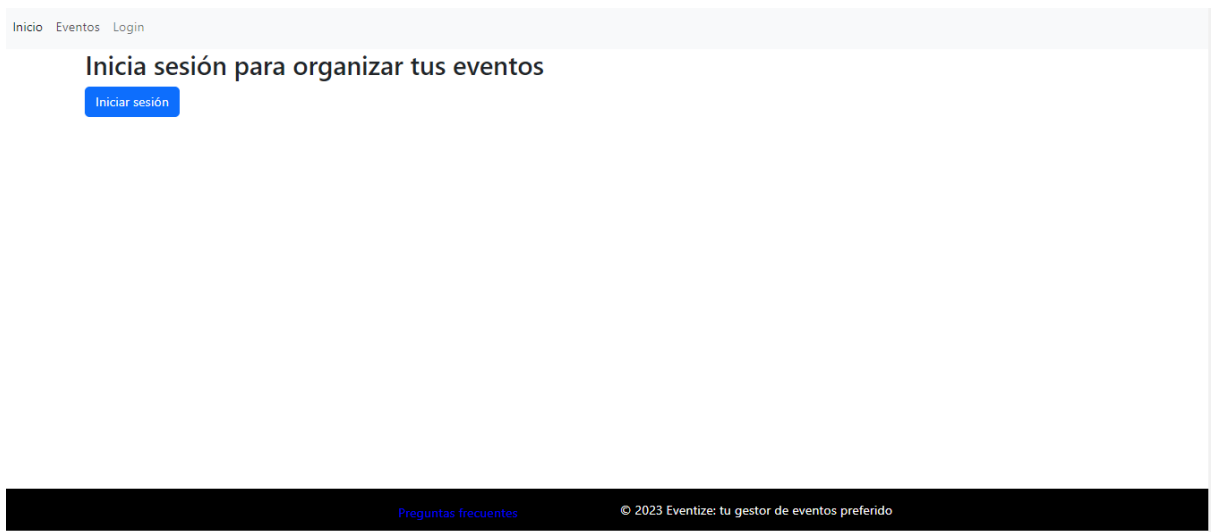 Inicio Eventos Login
Inicia sesión para organizar tus eventos
Iniciar sesión
Preguntas frecuentes © 2023 Eventize: tu gestor de eventos preferido